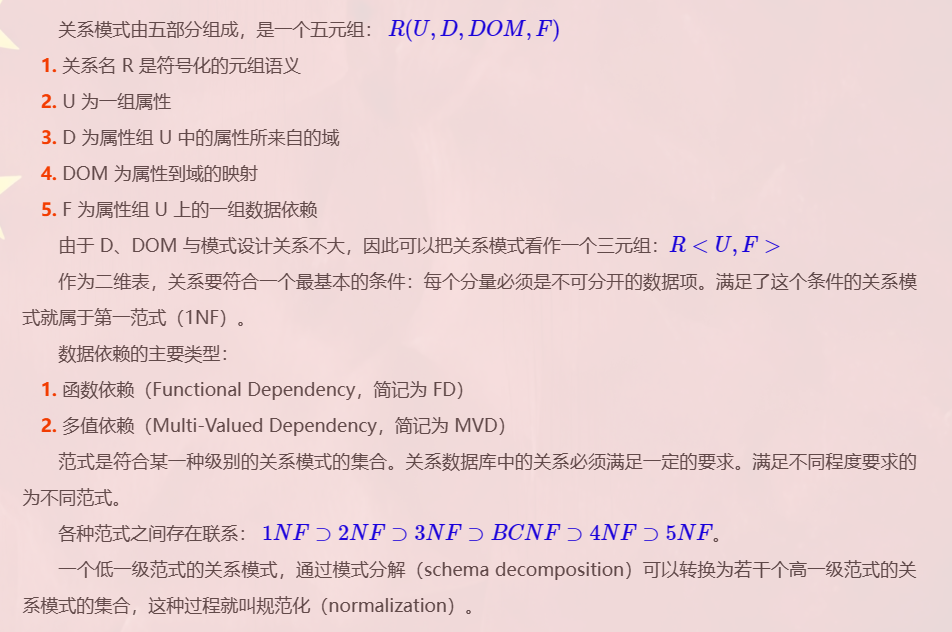 关系模式由五部分组成，是一个五元组： R(U, D, DOM, F)
1. 关系名 R 是符号化的元组语义
2. U 为一组属性
3. D 为属性组 U 中的属性所来自的域
4. DOM 为属性到域的映射
5. F 为属性组 U 上的一组数据依赖
由于 D、DOM 与模式设计关系不大，因此可以把关系模式看作一个三元组：R < U, F >
作为二维表，关系要符合一个最基本的条件：每个分量必须是不可分开的数据项。满足了这个条件的关系模
式就属于第一范式（1NF）。
数据依赖的主要类型：
1. 函数依赖（Functional Dependency，简记为 FD）
2. 多值依赖（Multi-Valued Dependency，简记为 MVD）
范式是符合某一种级别的关系模式的集合。关系数据库中的关系必须满足一定的要求。满足不同程度要求的
为不同范式。
各种范式之间存在联系： 1NF ⊃ 2NF ⊃ 3NF ⊃ BCNF ⊃ 4NF ⊃ 5NF。
一个低一级范式的关系模式，通过模式分解（schema decomposition）可以转换为若干个高一级范式的关
系模式的集合，这种过程就叫规范化（normalization）。